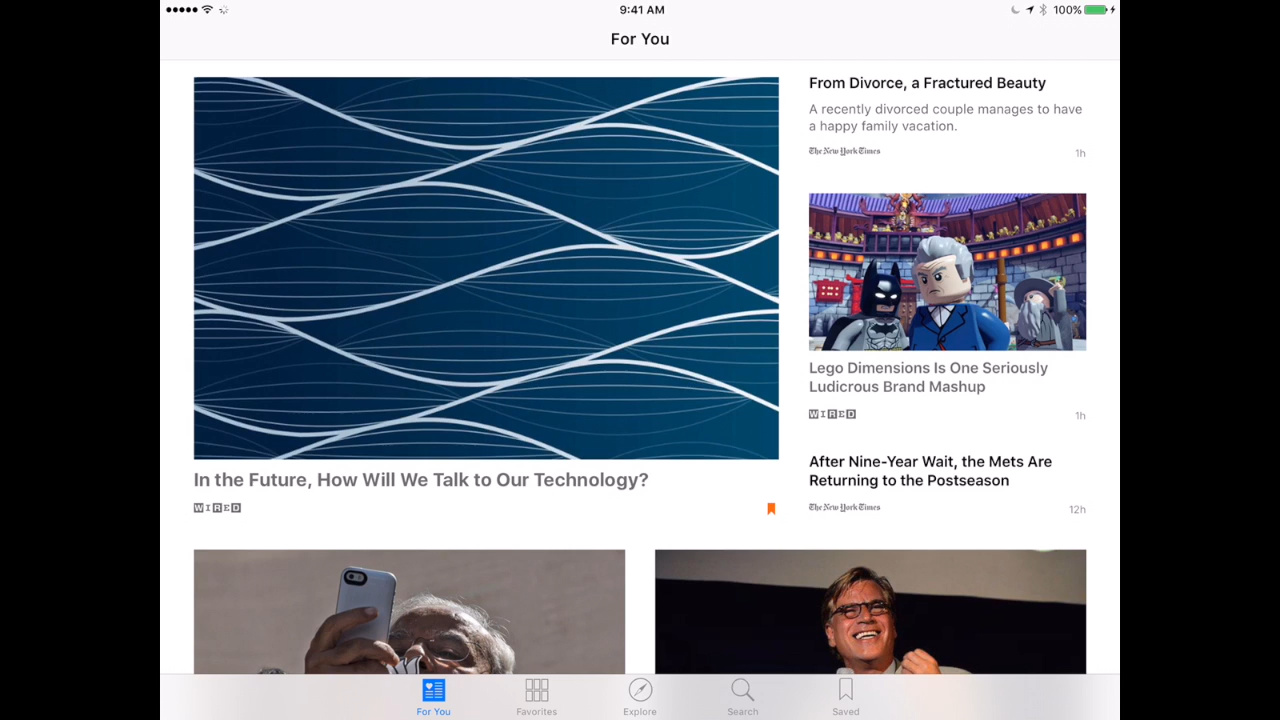 9:41 AM
100%
For You
In the Future, How Will We Talk to Our Technology?
WIRED
From Divorce, a Fractured Beauty
A recently divorced couple manages to have
a happy family vacation.
The New York Times
1h
Lego Dimensions Is One Seriously
Ludicrous Brand Mashup
WIRED
1h
After Nine-Year Wait, the Mets Are
Returning to the Postseason
The New York Times
12h
For You
Favorites
Explore
Search
Saved